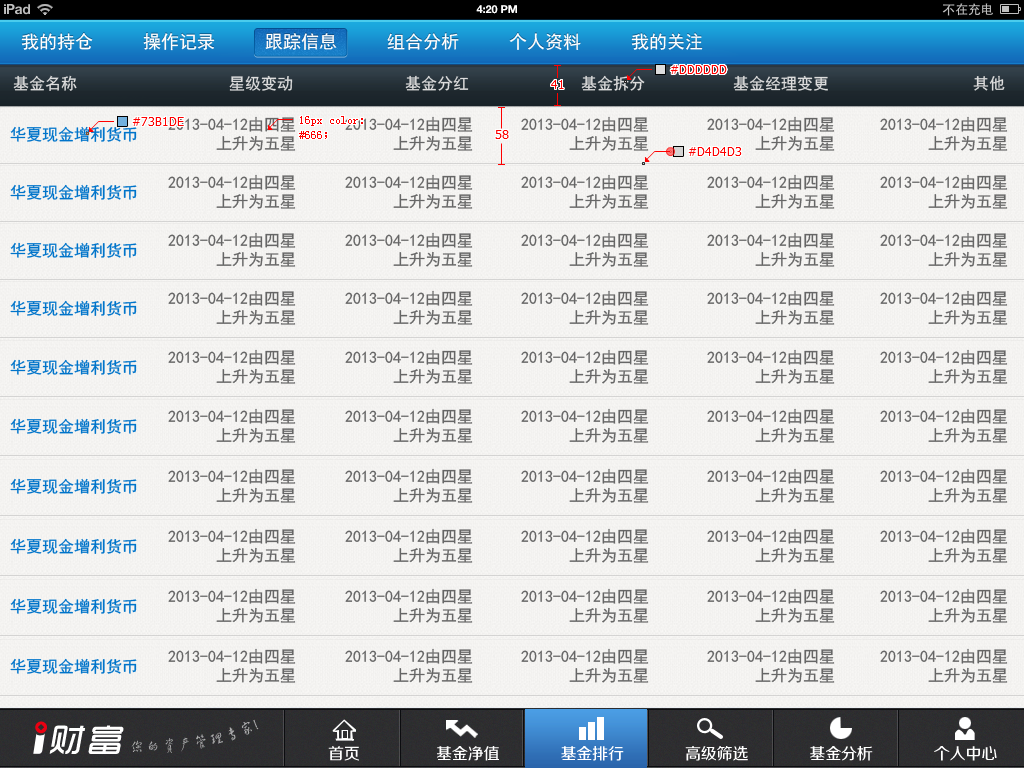 iPad 4:20 PM 不在充电
我的持仓 操作记录 跟踪信息 组合分析 个人资料 我的关注
基金名称 星级变动 基金分红 41 基金拆分 #DDDDDD 基金经理变更 其他
华夏现金增利货币 #73B1DE 2013-04-12由四星 16px color: 2013-04-12由四星 2013-04-12由四星 2013-04-12由四星 2013-04-12由四星
上升为五星 #666; 上升为五星 58 上升为五星 #D4D4D3 上升为五星 上升为五星
华夏现金增利货币 2013-04-12由四星 2013-04-12由四星 2013-04-12由四星 2013-04-12由四星 2013-04-12由四星
上升为五星 上升为五星 上升为五星 上升为五星 上升为五星
华夏现金增利货币 2013-04-12由四星 2013-04-12由四星 2013-04-12由四星 2013-04-12由四星 2013-04-12由四星
上升为五星 上升为五星 上升为五星 上升为五星 上升为五星
华夏现金增利货币 2013-04-12由四星 2013-04-12由四星 2013-04-12由四星 2013-04-12由四星 2013-04-12由四星
上升为五星 上升为五星 上升为五星 上升为五星 上升为五星
华夏现金增利货币 2013-04-12由四星 2013-04-12由四星 2013-04-12由四星 2013-04-12由四星 2013-04-12由四星
上升为五星 上升为五星 上升为五星 上升为五星 上升为五星
华夏现金增利货币 2013-04-12由四星 2013-04-12由四星 2013-04-12由四星 2013-04-12由四星 2013-04-12由四星
上升为五星 上升为五星 上升为五星 上升为五星 上升为五星
华夏现金增利货币 2013-04-12由四星 2013-04-12由四星 2013-04-12由四星 2013-04-12由四星 2013-04-12由四星
上升为五星 上升为五星 上升为五星 上升为五星 上升为五星
华夏现金增利货币 2013-04-12由四星 2013-04-12由四星 2013-04-12由四星 2013-04-12由四星 2013-04-12由四星
上升为五星 上升为五星 上升为五星 上升为五星 上升为五星
华夏现金增利货币 2013-04-12由四星 2013-04-12由四星 2013-04-12由四星 2013-04-12由四星 2013-04-12由四星
上升为五星 上升为五星 上升为五星 上升为五星 上升为五星
华夏现金增利货币 2013-04-12由四星 2013-04-12由四星 2013-04-12由四星 2013-04-12由四星 2013-04-12由四星
上升为五星 上升为五星 上升为五星 上升为五星 上升为五星
i财富 你的资产管理专家!
首页 基金净值 基金排行 高级筛选 基金分析 个人中心